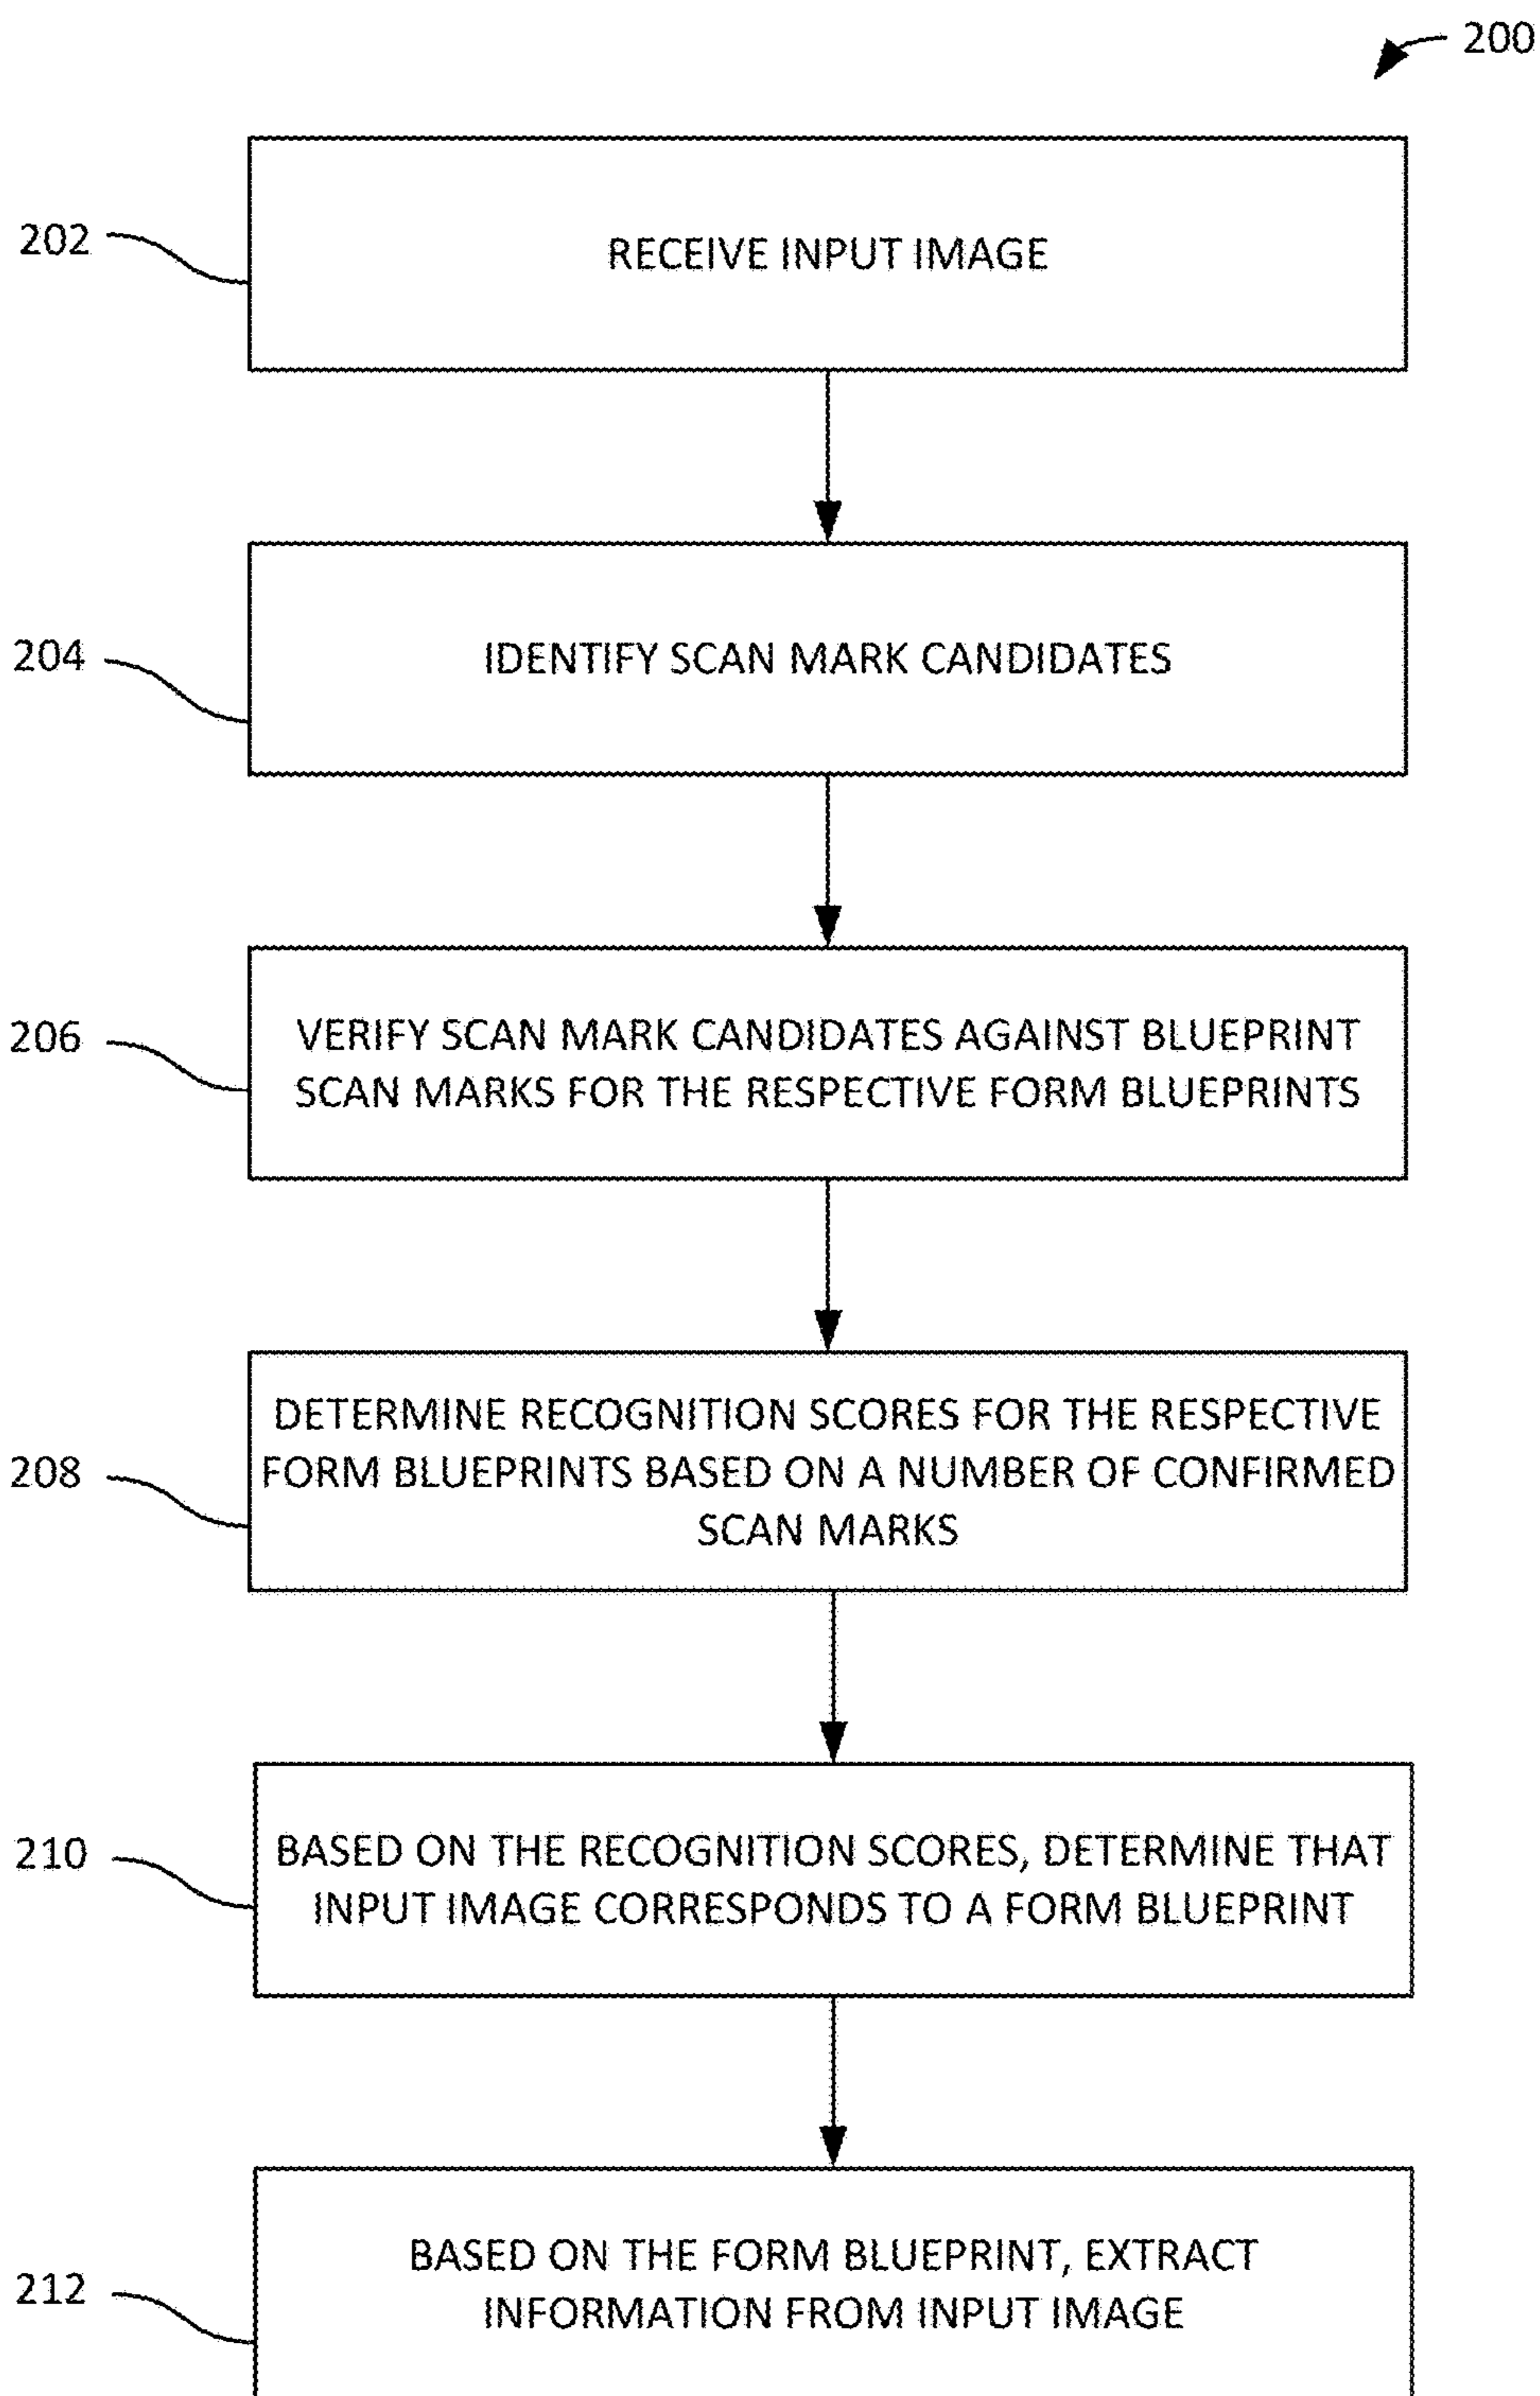 200
202
RECEIVE INPUT IMAGE
204
IDENTIFY SCAN MARK CANDIDATES
206
VERIFY SCAN MARK CANDIDATES AGAINST BLUEPRINT
SCAN MARKS FOR THE RESPECTIVE FORM BLUEPRINTS
208
DETERMINE RECOGNITION SCORES FOR THE RESPECTIVE
FORM BLUEPRINTS BASED ON A NUMBER OF CONFIRMED
SCAN MARKS
210
BASED ON THE RECOGNITION SCORES, DETERMINE THAT
INPUT IMAGE CORRESPONDS TO A FORM BLUEPRINT
212
BASED ON THE FORM BLUEPRINT, EXTRACT
INFORMATION FROM INPUT IMAGE